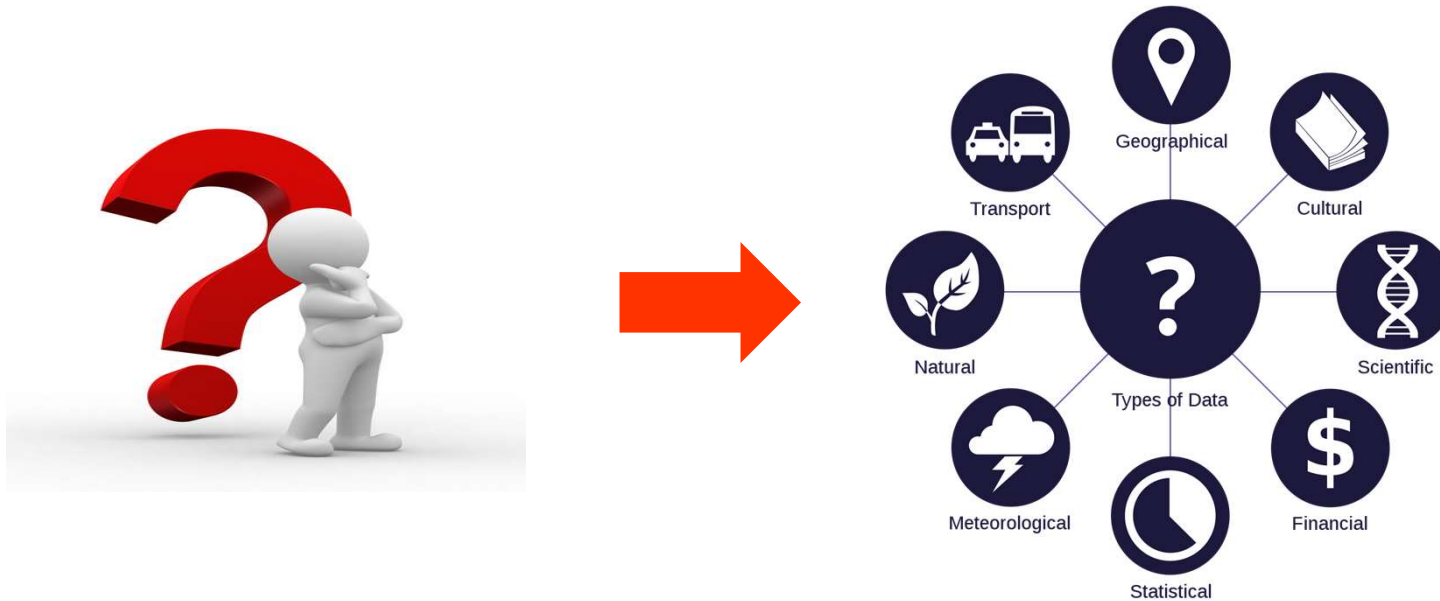 Geographical
Transport
Cultural
Natural
Scientific
Types of Data
Meteorological
Financial
Statistical
?
$